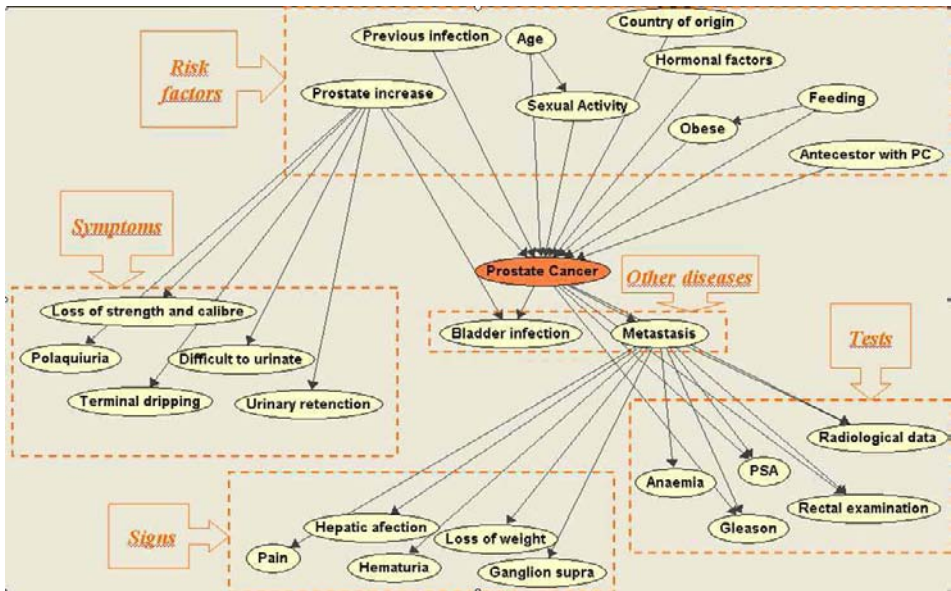 Risk
factors
Previous infection
Age
Country of origin
Hormonal factors
Prostate increase
Sexual Activity
Feeding
Obese
Antecestor with PC
Symptoms
Prostate Cancer
Other diseases
Loss of strength and calibre
Bladder infection
Metastasis
Tests
Polaquiuria
Difficult to urinate
Terminal dripping
Urinary retenction
Radiological data
PSA
Anaemia
Rectal examination
Gleason
Signs
Hepatic afection
Loss of weight
Pain
Hematuria
Ganglion supra